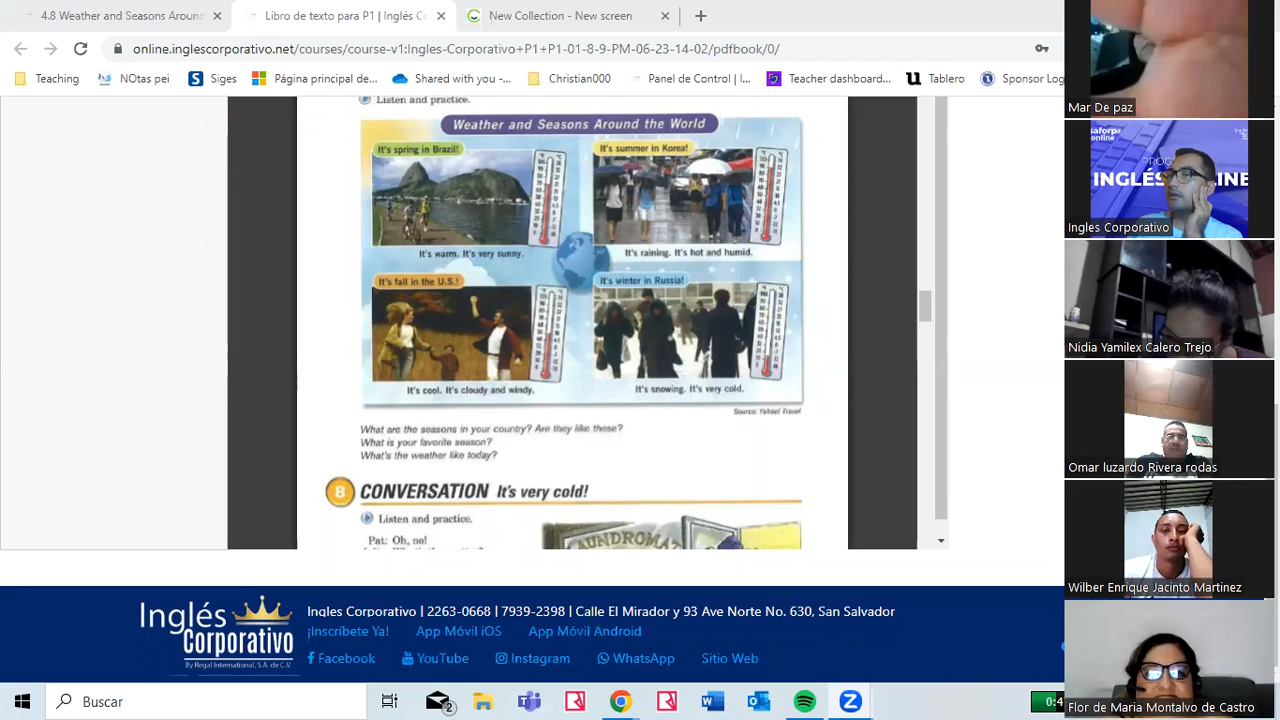 4.8 Weather and Seasons Around
Libro de texto para P1 | Inglés Co
New Collection - New screen
online.inglescorporativo.net/courses/course-v1:Ingles-Corporativo+P1+P1-01-8-9-PM-06-23-14-02/pdfbook/0/
Teaching
NOtas pei
Siges
Página principal de...
Shared with you -...
Christian000
Panel de Control | I...
Teacher dashboard...
Tablero
Sponsor Log
Listen and practice.
Weather and Seasons Around the World
It's spring in Brazil!
It's summer in Korea!
It's warm. It's very sunny.
It's raining. It's hot and humid.
It's fall in the U.S.!
It's winter in Russia!
It's cool. It's cloudy and windy.
It's snowing. It's very cold.
Source: Yahoo! Travel
What are the seasons in your country? Are they like these?
What is your favorite season?
What's the weather like today?
8 CONVERSATION It's very cold!
Listen and practice.
Pat: Oh, no!
Inglés
Corporativo
By Regal International, S.A. de C.V.
Ingles Corporativo | 2263-0668 | 7939-2398 | Calle El Mirador y 93 Ave Norte No. 630, San Salvador
¡Inscríbete Ya! App Móvil iOS App Móvil Android
Facebook YouTube Instagram WhatsApp Sitio Web
Buscar
2
0:4
Mar De paz
INGLÉS
INE
Ingles Corporativo
Nidia Yamilex Calero Trejo
Omar luzardo Rivera rodas
Wilber Enrique Jacinto Martinez
Flor de Maria Montalvo de Castro